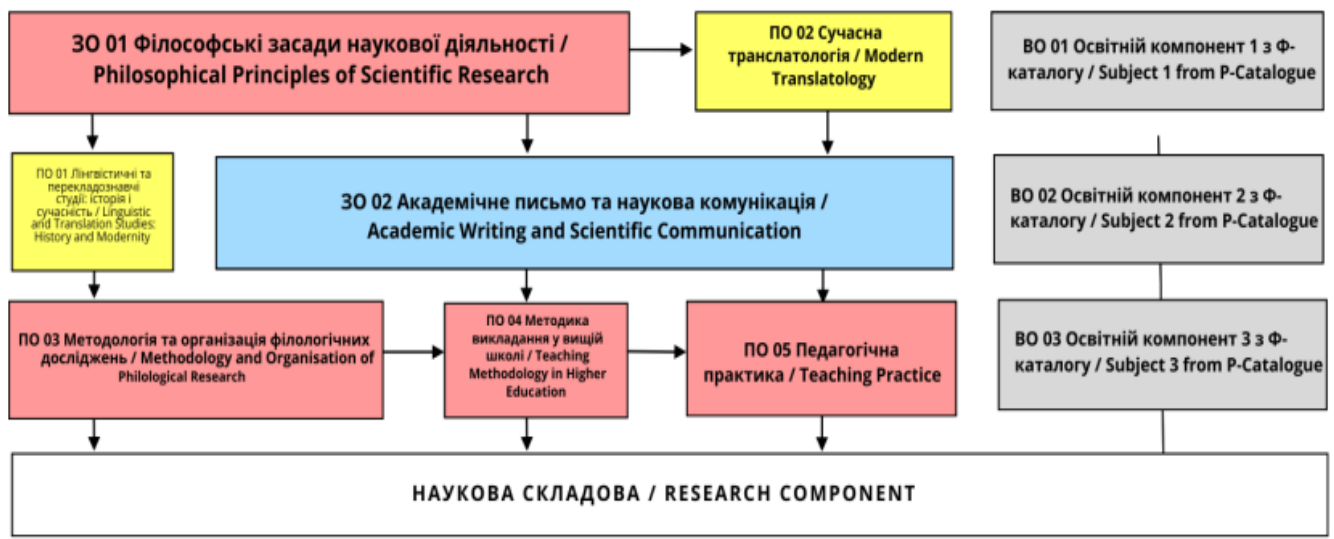 ЗО 01 Філософські засади наукової діяльності /
Philosophical Principles of Scientific Research
ПО 02 Сучасна
транслатологія / Modern
Translatology
ВО 01 Освітній компонент 1 з Ф-
каталогу / Subject 1 from P-Catalogue
ПО 01 Лінгвістичні та
перекладознавчі
студії: історія і
сучасність / Linguistic
and Translation Studies:
History and Modernity
ЗО 02 Академічне письмо та наукова комунікація /
Academic Writing and Scientific Communication
ВО 02 Освітній компонент 2 з Ф-
каталогу / Subject 2 from P-Catalogue
ПО 03 Методологія та організація філологічних
досліджень / Methodology and Organisation of
Philological Research
ПО 04 Методика
викладання у вищій
школі / Teaching
Methodology in Higher
Education
ПО 05 Педагогічна
практика / Teaching Practice
ВО 03 Освітній компонент 3 з Ф-
каталогу / Subject 3 from P-Catalogue
НАУКОВА СКЛАДОВА / RESEARCH COMPONENT